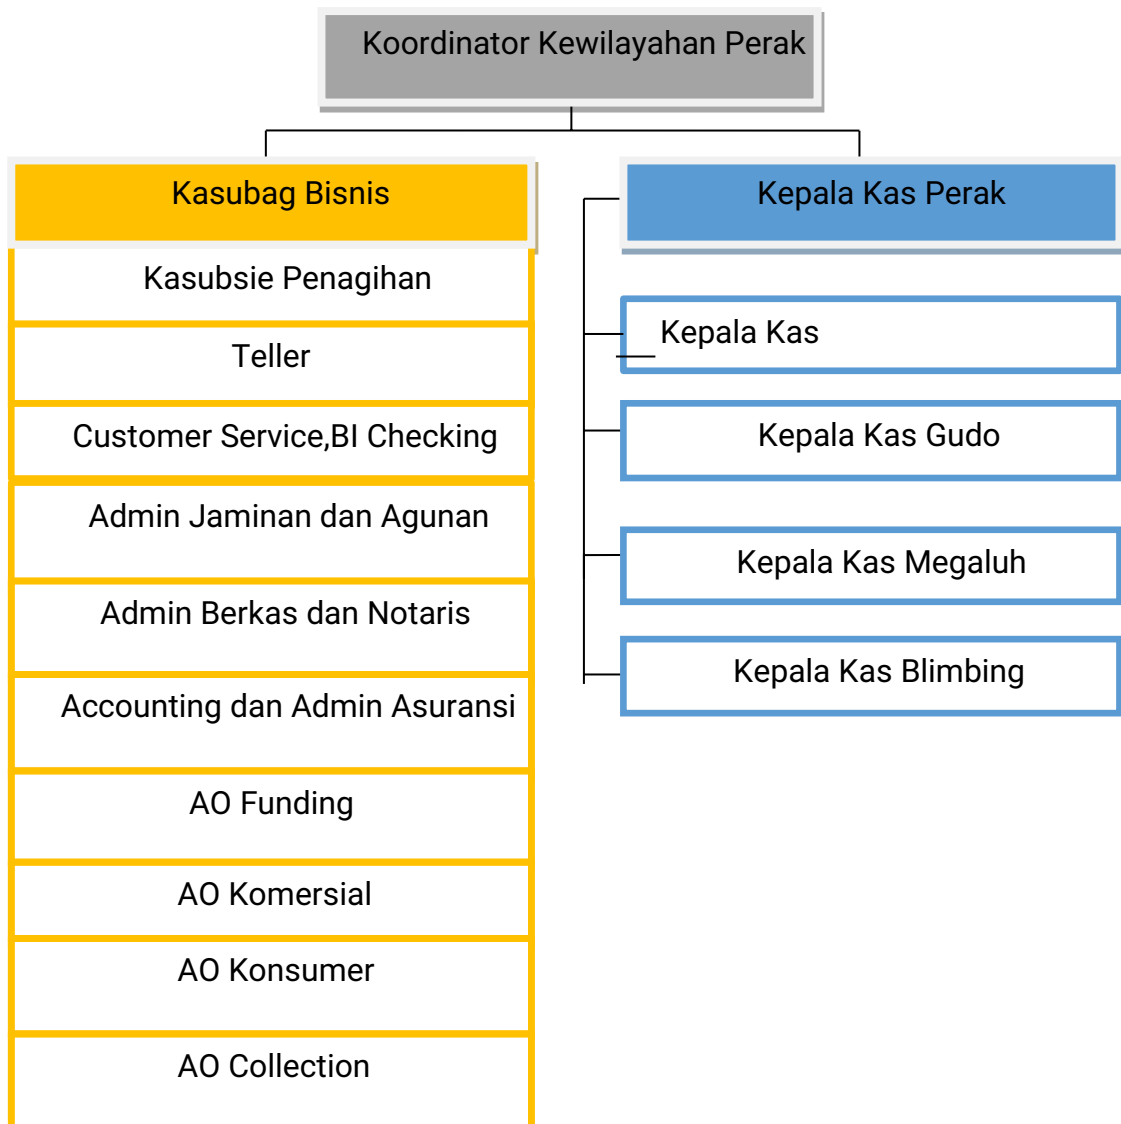 Koordinator Kewilayahan Perak
Kasubag Bisnis
Kasubsie Penagihan
Teller
Customer Service,BI Checking
Admin Jaminan dan Agunan
Admin Berkas dan Notaris
Accounting dan Admin Asuransi
AO Funding
AO Komersial
AO Konsumer
AO Collection
Kepala Kas Perak
Kepala Kas
Kepala Kas Gudo
Kepala Kas Megaluh
Kepala Kas Blimbing